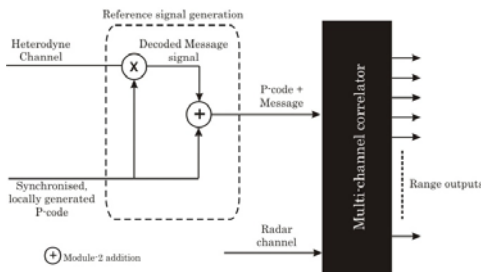 Reference signal generation
Heterodyne
Channel
Decoded Message
signal
X
+
P-code +
Message
Multi-channel correlator
Range outputs
Synchronised,
locally generated
P-code
Radar
channel
+ Module-2 addition